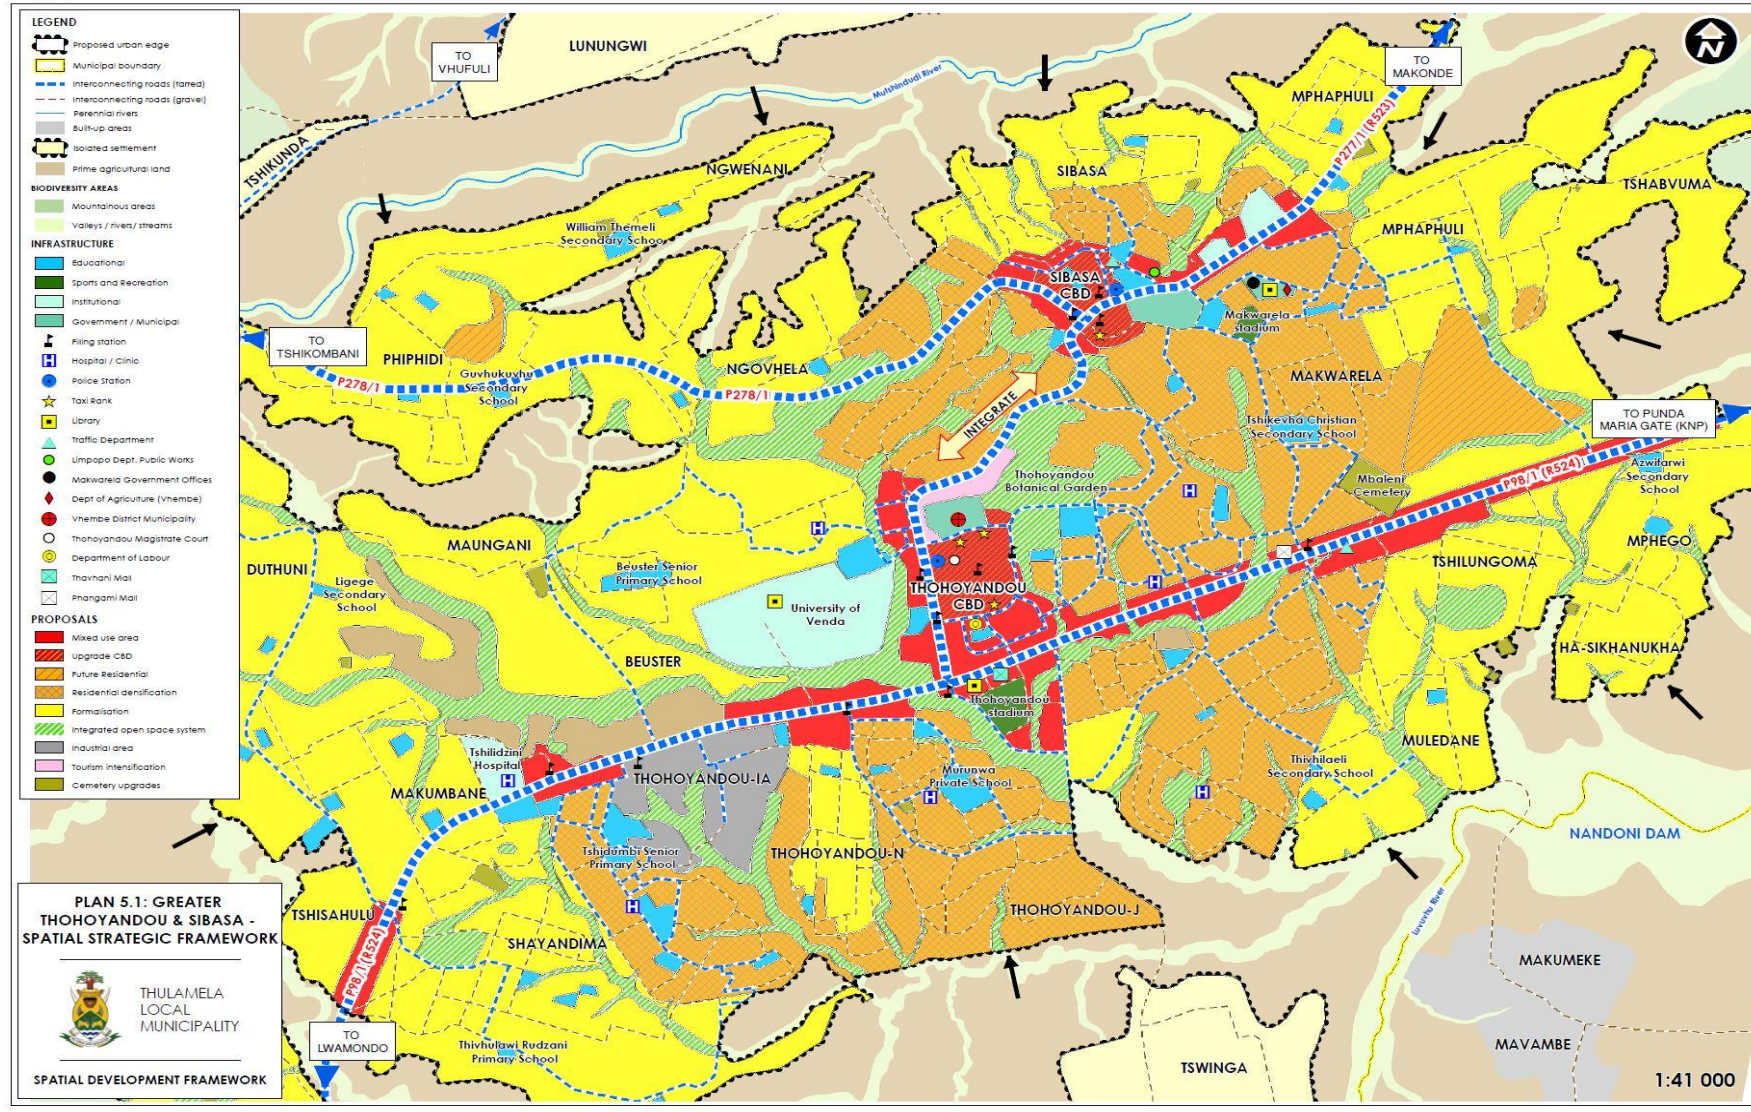 LEGEND
Proposed urban edge
Municipal boundary
Interconnecting roads (tarred)
Interconnecting roads (gravel)
Perennial rivers
Built-up areas
Isolated settlement
Prime agricultural land
BIODIVERSITY AREAS
Mountainous areas
Valleys / rivers/ streams
INFRASTRUCTURE
Educational
Sports and Recreation
Institutional
Government / Municipal
Filing station
Hospital / Clinic
Police Station
Taxi Rank
Library
Traffic Department
Limpopo Dept. Public Works
Makwarela Government Offices
Dept of Agriculture (Vhembe)
Vhembe District Municipality
Thohoyandou Magistrate Court
Department of Labour
Thavhani Mall
Phangami Mall
PROPOSALS
Mixed use area
Upgrade CBD
Future Residential
Residential densification
Formalisation
Integrated open space system
Industrial area
Tourism intensification
Cemetery upgrades
PLAN 5.1: GREATER
THOHOYANDOU & SIBASA -
SPATIAL STRATEGIC FRAMEWORK
THULAMELA
LOCAL
MUNICIPALITY
SPATIAL DEVELOPMENT FRAMEWORK
LUNUNGWI
TO
VHUFULI
TO
MAKONDE
N
Mutshindudi River
MPHAPHULI
P277/1 (R523)
TSHIKUNDA
NGWENANI
SIBASA
TSHABVUMA
William Themeli
Secondary Schoo
MPHAPHULI
SIBASA
CBD
Makwarela
stadium
TO
TSHIKOMBANI
PHIPHIDI
P278/1
Guvhukuvhu
Secondary
School
NGOVHELA
P278/1
MAKWARELA
INTEGRATE
TO PUNDA
MARIA GATE (KNP)
Tshikevha Christian
Secondary School
Thohoyandou
Botanical Garden
Mbaleni
Cemetery
P98/1 (R524)
Azwifarwi
Secondary
School
MAUNGANI
MPHEGO
DUTHUNI
Ligege
Secondary
School
Beuster Senior
Primary School
TSHILUNGOMA
THOHOYANDOU
CBD
University of
Venda
BEUSTER
HA-SIKHANUKHA
Thohoyandou
stadium
MULEDANE
Tshilidzini
Hospital
THOHOYANDOU-IA
Murunwa
Private School
Thivhilaeli
Secondary School
MAKUMBANE
NANDONI DAM
Tshidumbi Senior
Primary School
THOHOYANDOU-N
Luvuvhu River
TSHISAHULU
THOHOYANDOU-J
SHAYANDIMA
P98/1 (R524)
MAKUMEKE
TO
LWAMONDO
Thivhulawi Rudzani
Primary School
MAVAMBE
TSWINGA
1:41 000